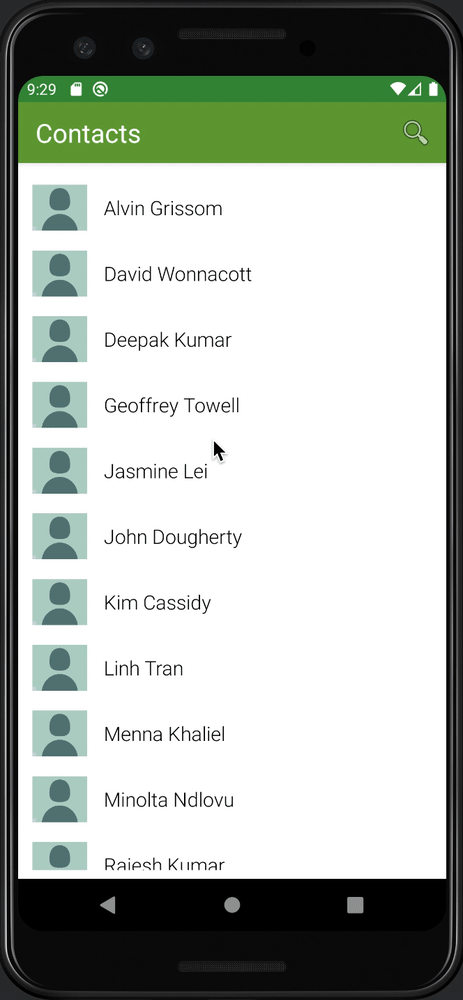 9:29
Contacts
Alvin Grissom
David Wonnacott
Deepak Kumar
Geoffrey Towell
Jasmine Lei
John Dougherty
Kim Cassidy
Linh Tran
Menna Khaliel
Minolta Ndlovu
Rajesh Kumar